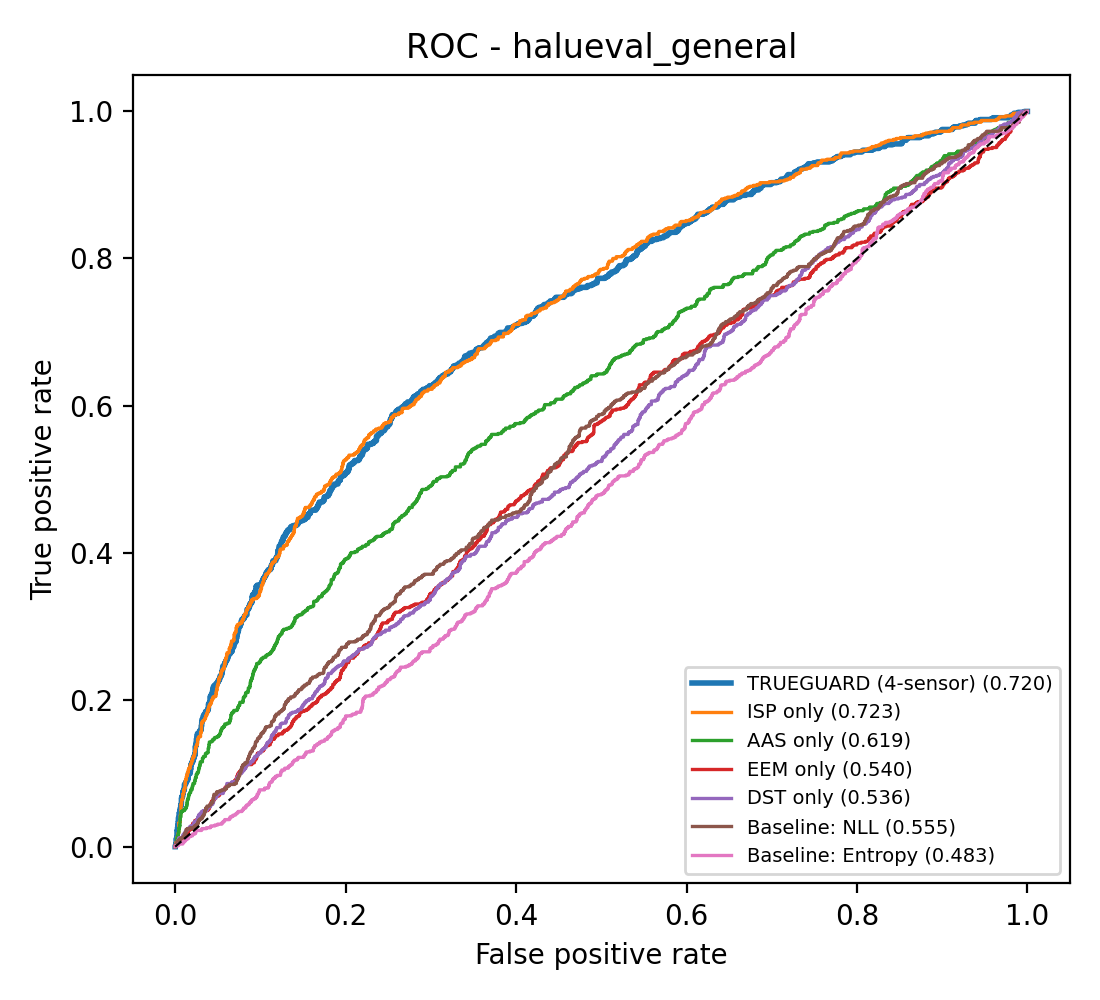 ROC - halueval_general
True positive rate
1.0
0.8
0.6
0.4
0.2
0.0
TRUEGUARD (4-sensor) (0.720)
ISP only (0.723)
AAS only (0.619)
EEM only (0.540)
DST only (0.536)
Baseline: NLL (0.555)
Baseline: Entropy (0.483)
0.0 0.2 0.4 0.6 0.8 1.0
False positive rate